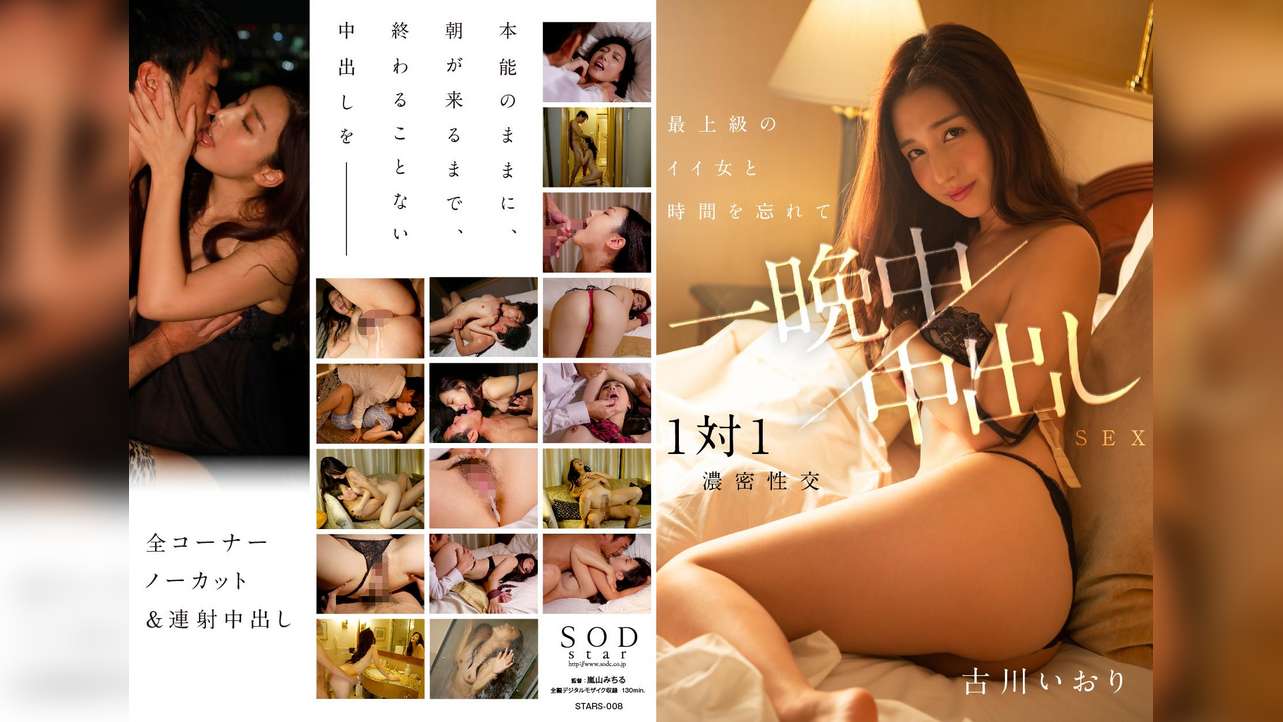 本能のままに、
朝が来るまで、
終わることない
中出しを
全コーナー
ノーカット
&連射中出し
SOD
star
http://www.sodc.co.jp
監督:嵐山みちる
全編デジタルモザイク収録 130min.
STARS-008
最上級の
イイ女と
時間を忘れて
一晩中
中出し
SEX
1対1
濃密性交
古川いおり